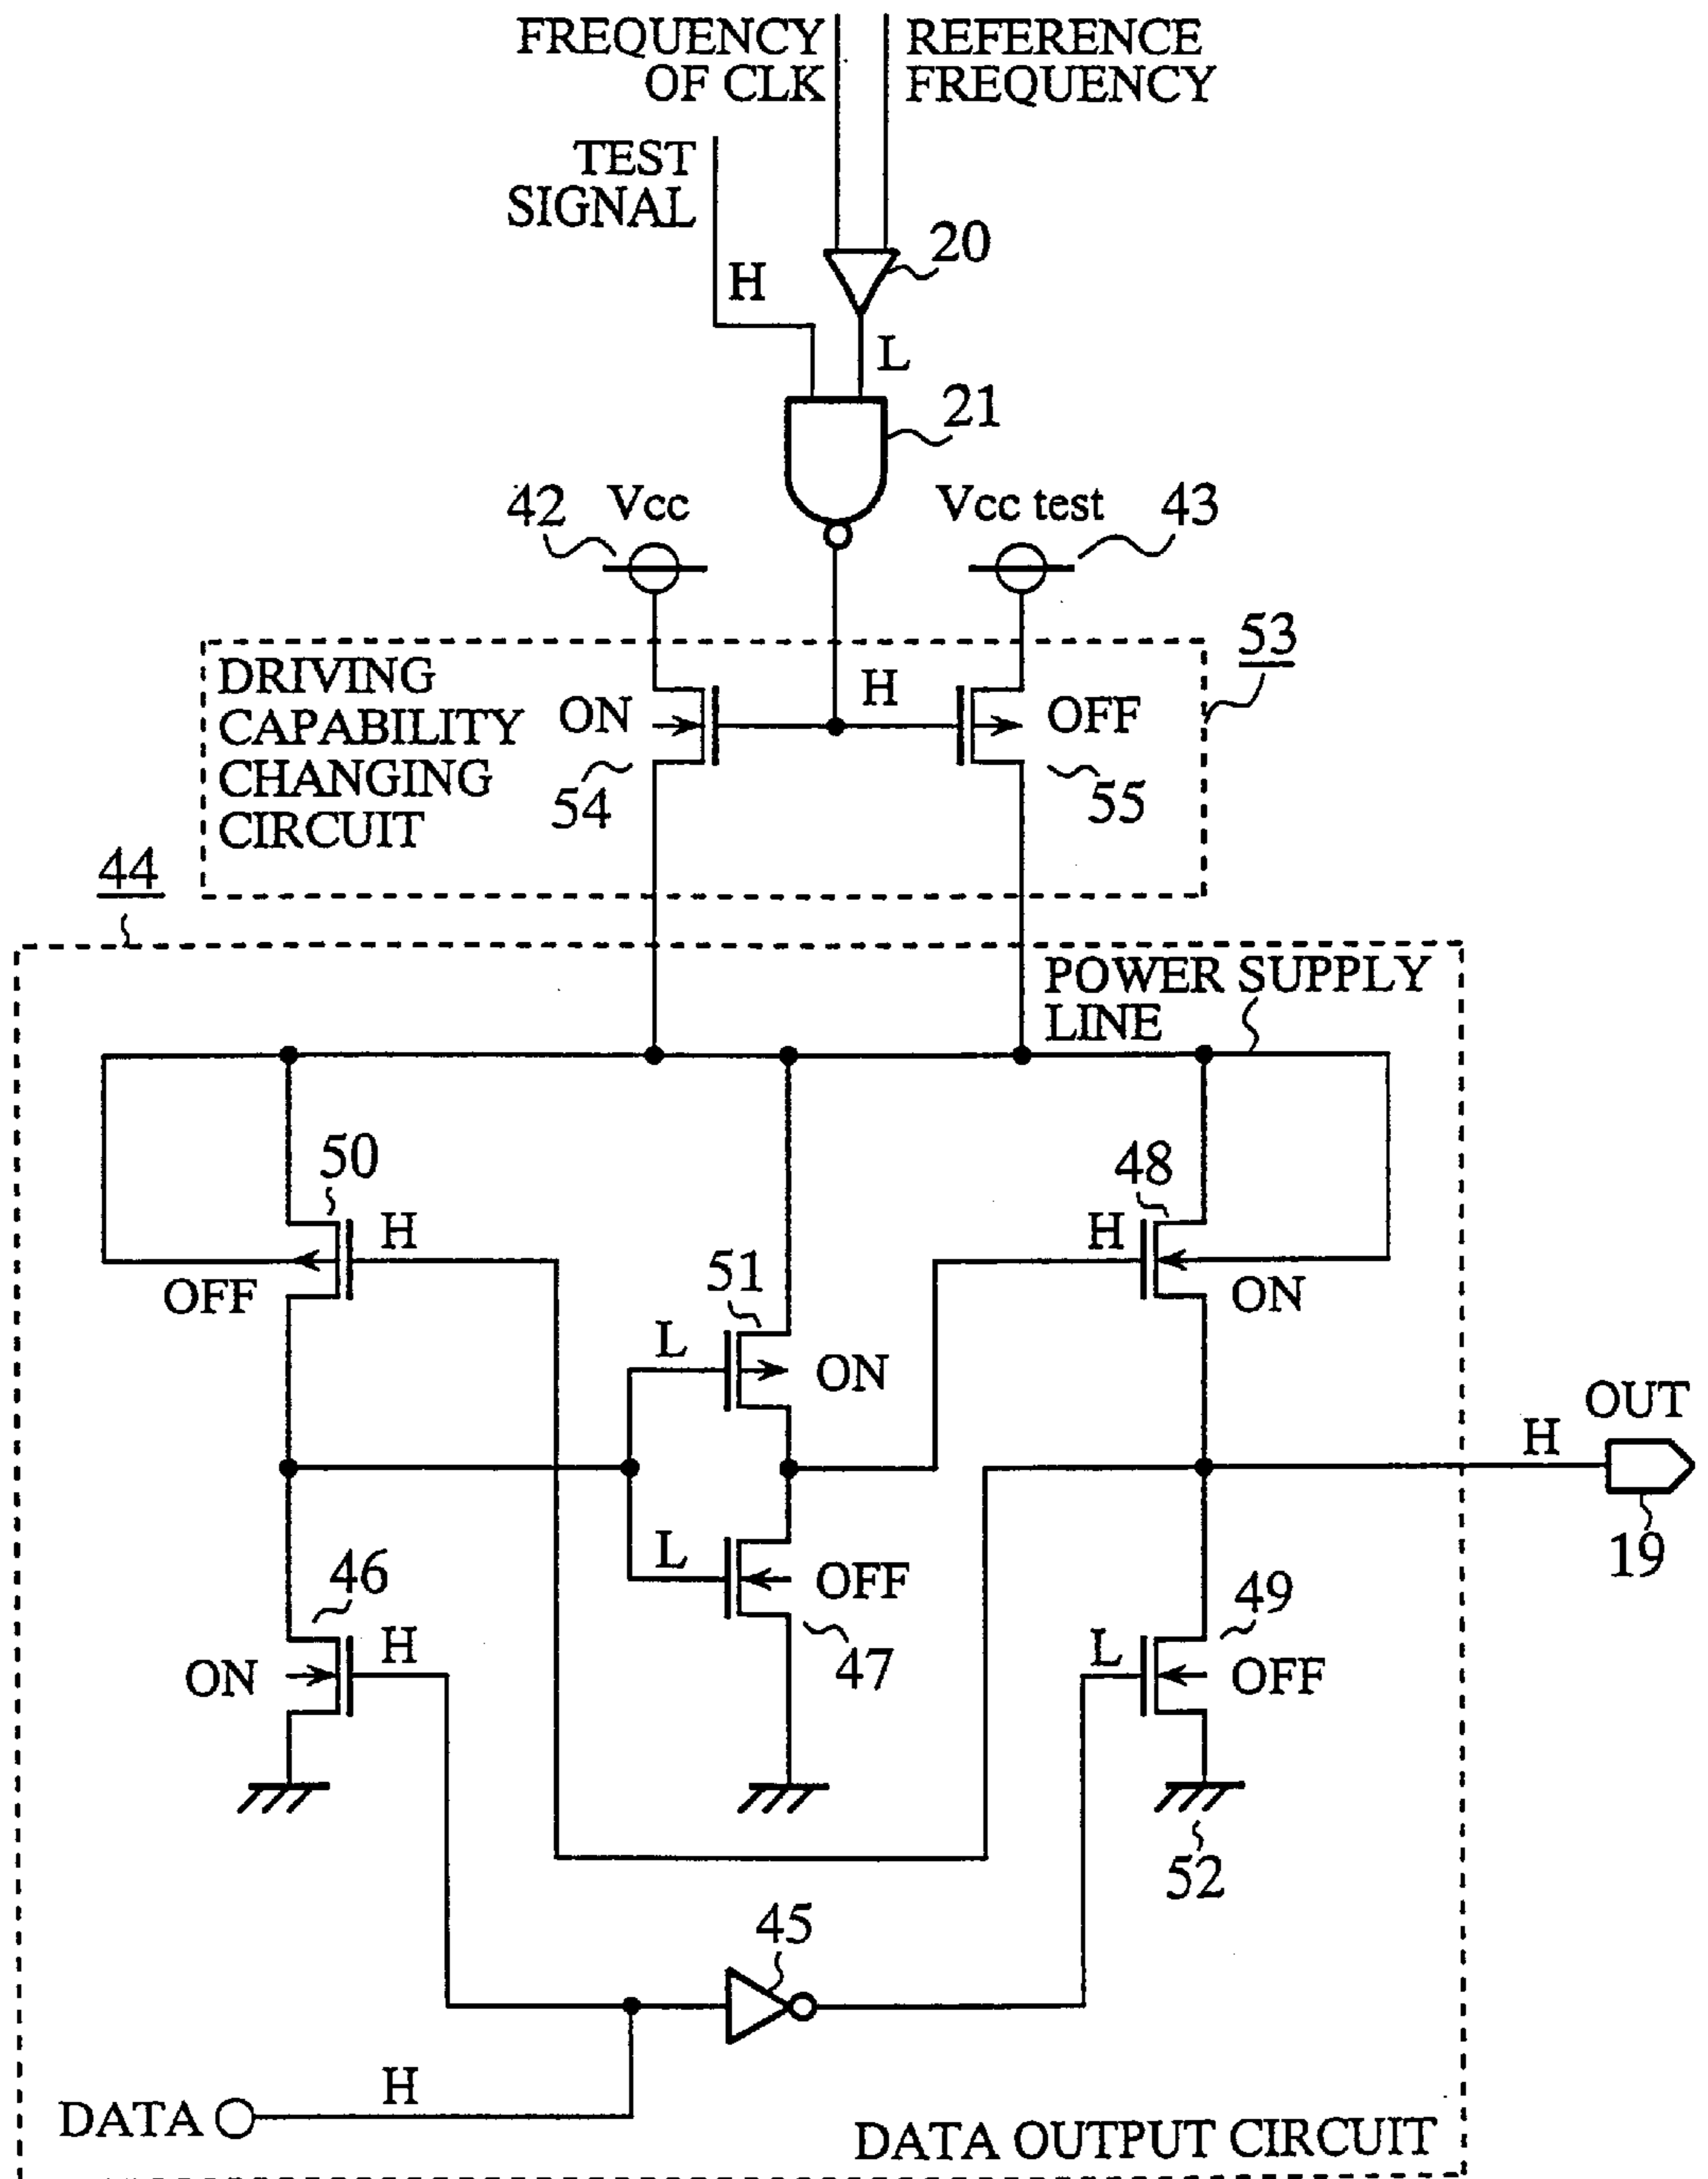 FREQUENCY
OF CLK
REFERENCE
FREQUENCY
TEST
SIGNAL
20
H
L
21
42
Vcc
Vcc test
43
53
DRIVING
CAPABILITY
CHANGING
CIRCUIT
ON
H
OFF
54
55
44
POWER SUPPLY
LINE
50
48
H
H
OFF
ON
51
L
ON
OUT
H
19
L
OFF
46
49
H
47
L
ON
OFF
52
45
H
DATA
DATA OUTPUT CIRCUIT